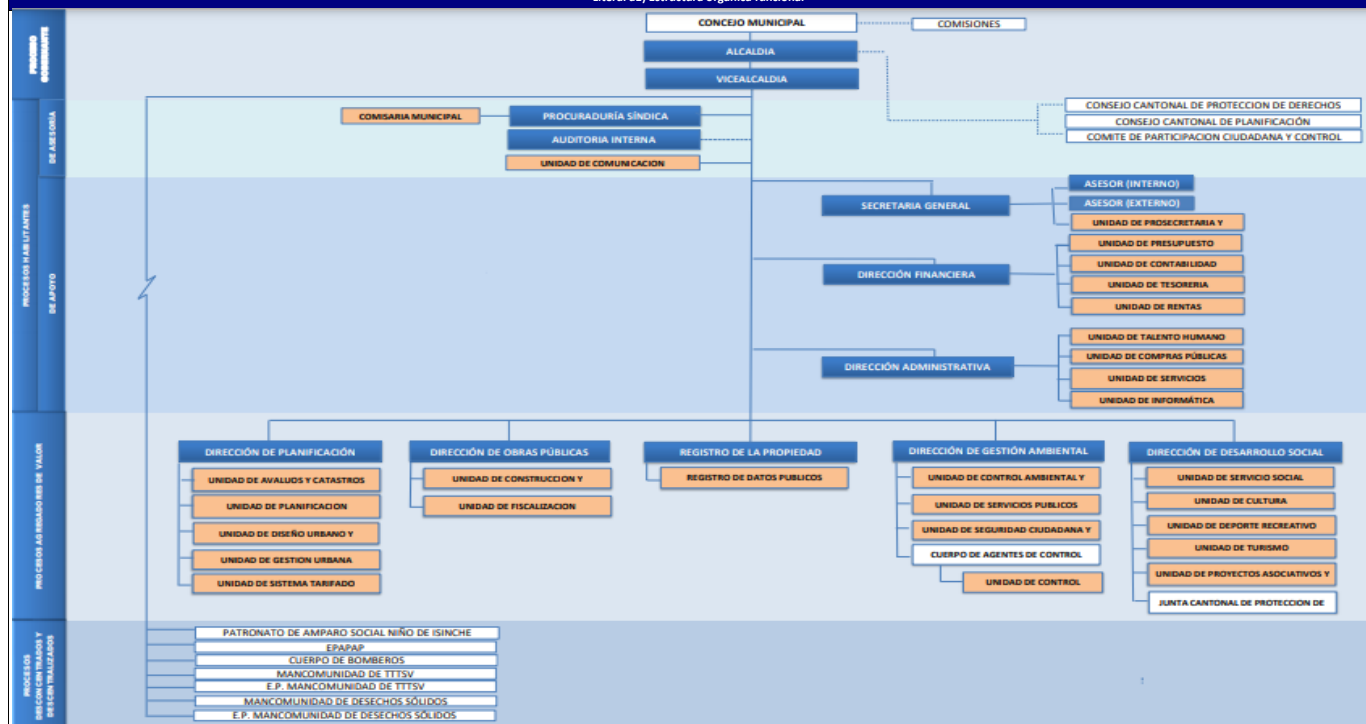 CONCEJO MUNICIPAL
COMISIONES
ALCALDIA
VICEALCALDIA
PROCESO
GOBERNANTE
PROCESOS HABILITANTES
DE ASESORÍA
COMISARIA MUNICIPAL
PROCURADURÍA SÍNDICA
AUDITORIA INTERNA
UNIDAD DE COMUNICACION
CONSEJO CANTONAL DE PROTECCION DE DERECHOS
CONSEJO CANTONAL DE PLANIFICACIÓN
COMITE DE PARTICIPACION CIUDADANA Y CONTROL
DE APOYO
SECRETARIA GENERAL
ASESOR (INTERNO)
ASESOR (EXTERNO)
UNIDAD DE PROSECRETARIA Y
DIRECCIÓN FINANCIERA
UNIDAD DE PRESUPUESTO
UNIDAD DE CONTABILIDAD
UNIDAD DE TESORERIA
UNIDAD DE RENTAS
DIRECCIÓN ADMINISTRATIVA
UNIDAD DE TALENTO HUMANO
UNIDAD DE COMPRAS PÚBLICAS
UNIDAD DE SERVICIOS
UNIDAD DE INFORMÁTICA
PROCESOS AGREGADORES DE VALOR
DIRECCIÓN DE PLANIFICACIÓN
UNIDAD DE AVALUOS Y CATASTROS
UNIDAD DE PLANIFICACION
UNIDAD DE DISEÑO URBANO Y
UNIDAD DE GESTION URBANA
UNIDAD DE SISTEMA TARIFADO
DIRECCIÓN DE OBRAS PÚBLICAS
UNIDAD DE CONSTRUCCION Y
UNIDAD DE FISCALIZACION
REGISTRO DE LA PROPIEDAD
REGISTRO DE DATOS PUBLICOS
DIRECCIÓN DE GESTIÓN AMBIENTAL
UNIDAD DE CONTROL AMBIENTAL Y
UNIDAD DE SERVICIOS PUBLICOS
UNIDAD DE SEGURIDAD CIUDADANA Y
CUERPO DE AGENTES DE CONTROL
UNIDAD DE CONTROL
DIRECCIÓN DE DESARROLLO SOCIAL
UNIDAD DE SERVICIO SOCIAL
UNIDAD DE CULTURA
UNIDAD DE DEPORTE RECREATIVO
UNIDAD DE TURISMO
UNIDAD DE PROYECTOS ASOCIATIVOS Y
JUNTA CANTONAL DE PROTECCION DE
PROCESOS
DESCONCENTRADOS Y
DESCENTRALIZADOS
PATRONATO DE AMPARO SOCIAL NIÑO DE ISINCHE
EPAPAP
CUERPO DE BOMBEROS
MANCOMUNIDAD DE TTTSV
E.P. MANCOMUNIDAD DE TTTSV
MANCOMUNIDAD DE DESECHOS SÓLIDOS
E.P. MANCOMUNIDAD DE DESECHOS SÓLIDOS